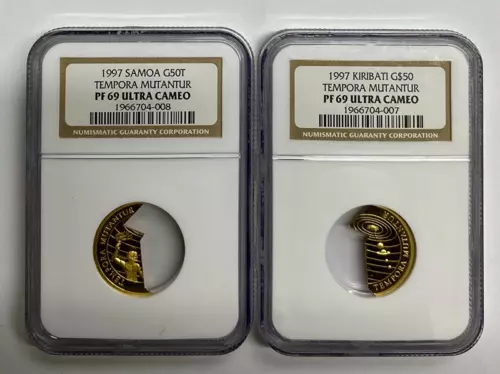 1997 SAMOA G50T
TEMPORA MUTANTUR
PF 69 ULTRA CAMEO
1966704-008
NUMISMATIC GUARANTY CORPORATION
TEMPORA MUTANTUR
1997 KIRIBATI G$50
TEMPORA MUTANTUR
PF 69 ULTRA CAMEO
1966704-007
NUMISMATIC GUARANTY CORPORATION
TEMPORA MUTANTUR